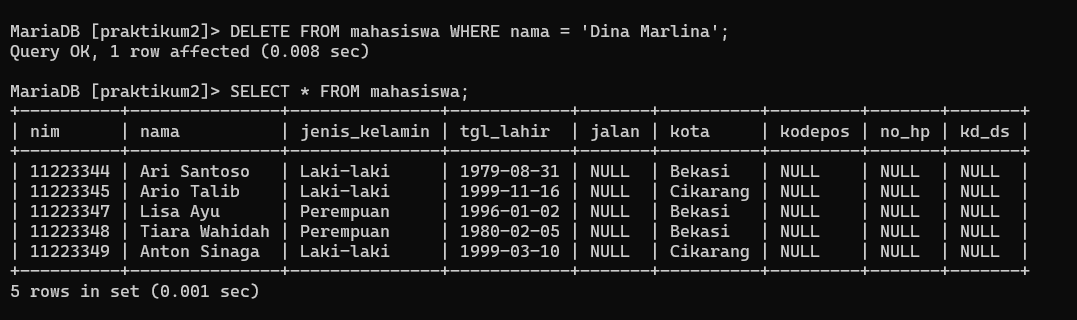 MariaDB [praktikum2]> DELETE FROM mahasiswa WHERE nama = 'Dina Marlina';
Query OK, 1 row affected (0.008 sec)
MariaDB [praktikum2]> SELECT * FROM mahasiswa;
+----------+---------------+---------------+------------+-------+----------+---------+-------+-------+
| nim      | nama          | jenis_kelamin | tgl_lahir  | jalan | kota     | kodepos | no_hp | kd_ds |
+----------+---------------+---------------+------------+-------+----------+---------+-------+-------+
| 11223344 | Ari Santoso   | Laki-laki     | 1979-08-31 | NULL  | Bekasi   | NULL    | NULL  | NULL  |
| 11223345 | Ario Talib    | Laki-laki     | 1999-11-16 | NULL  | Cikarang | NULL    | NULL  | NULL  |
| 11223347 | Lisa Ayu      | Perempuan     | 1996-01-02 | NULL  | Bekasi   | NULL    | NULL  | NULL  |
| 11223348 | Tiara Wahidah | Perempuan     | 1980-02-05 | NULL  | Bekasi   | NULL    | NULL  | NULL  |
| 11223349 | Anton Sinaga  | Laki-laki     | 1999-03-10 | NULL  | Cikarang | NULL    | NULL  | NULL  |
+----------+---------------+---------------+------------+-------+----------+---------+-------+-------+
5 rows in set (0.001 sec)